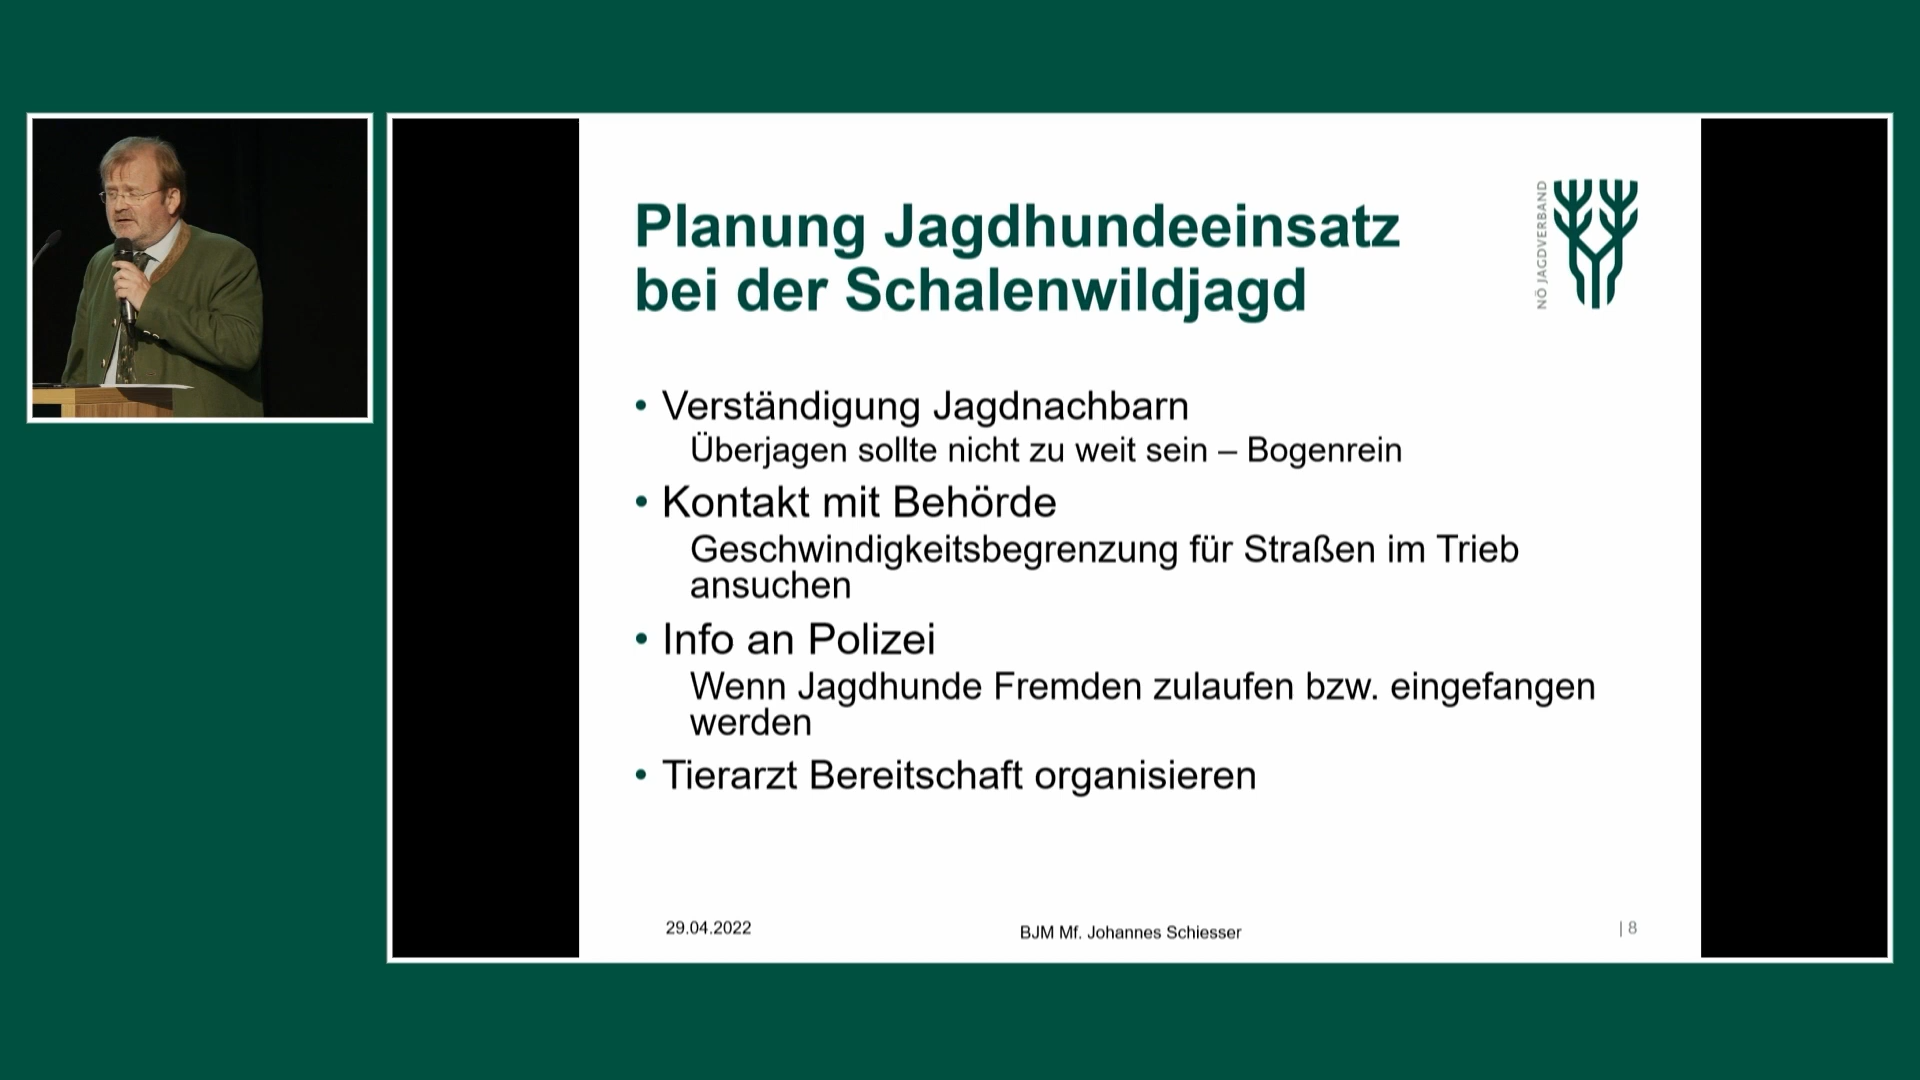 Planung Jagdhundeeinsatz
bei der Schalenwildjagd
NÖ JAGDVERBAND
• Verständigung Jagdnachbarn
Überjagen sollte nicht zu weit sein – Bogenrein
• Kontakt mit Behörde
Geschwindigkeitsbegrenzung für Straßen im Trieb
ansuchen
• Info an Polizei
Wenn Jagdhunde Fremden zulaufen bzw. eingefangen
werden
• Tierarzt Bereitschaft organisieren
29.04.2022
BJM Mf. Johannes Schiesser
| 8